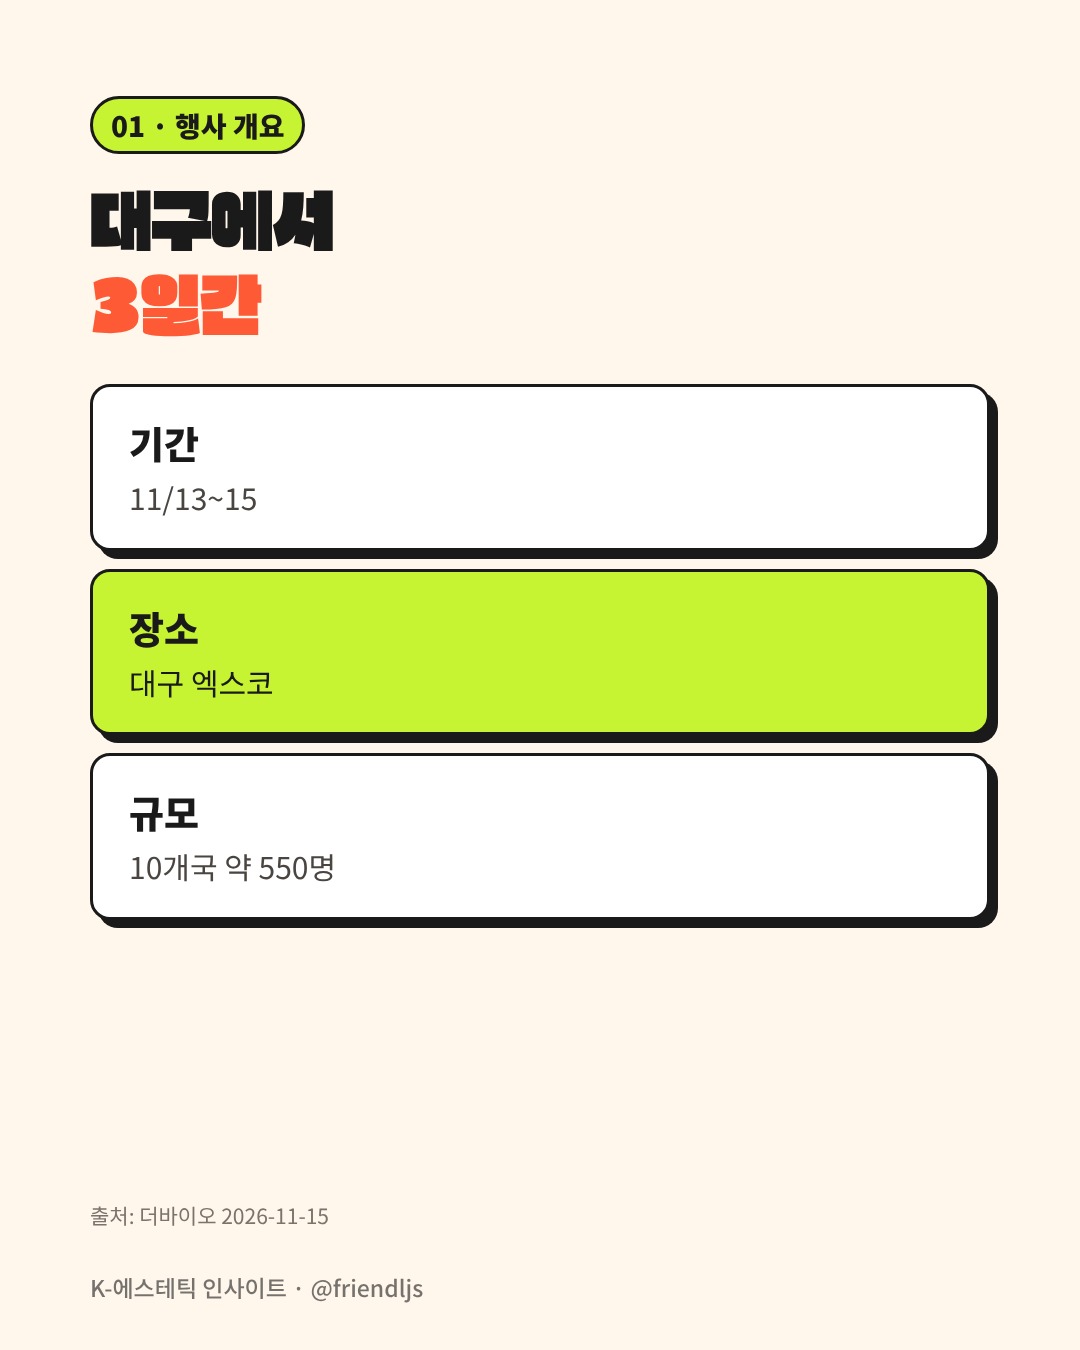 01 · 행사 개요
대구에서
3일간
기간
11/13~15
장소
대구 엑스코
규모
10개국 약 550명
출처: 더바이오 2026-11-15
K-에스테틱 인사이트 · @friendljs